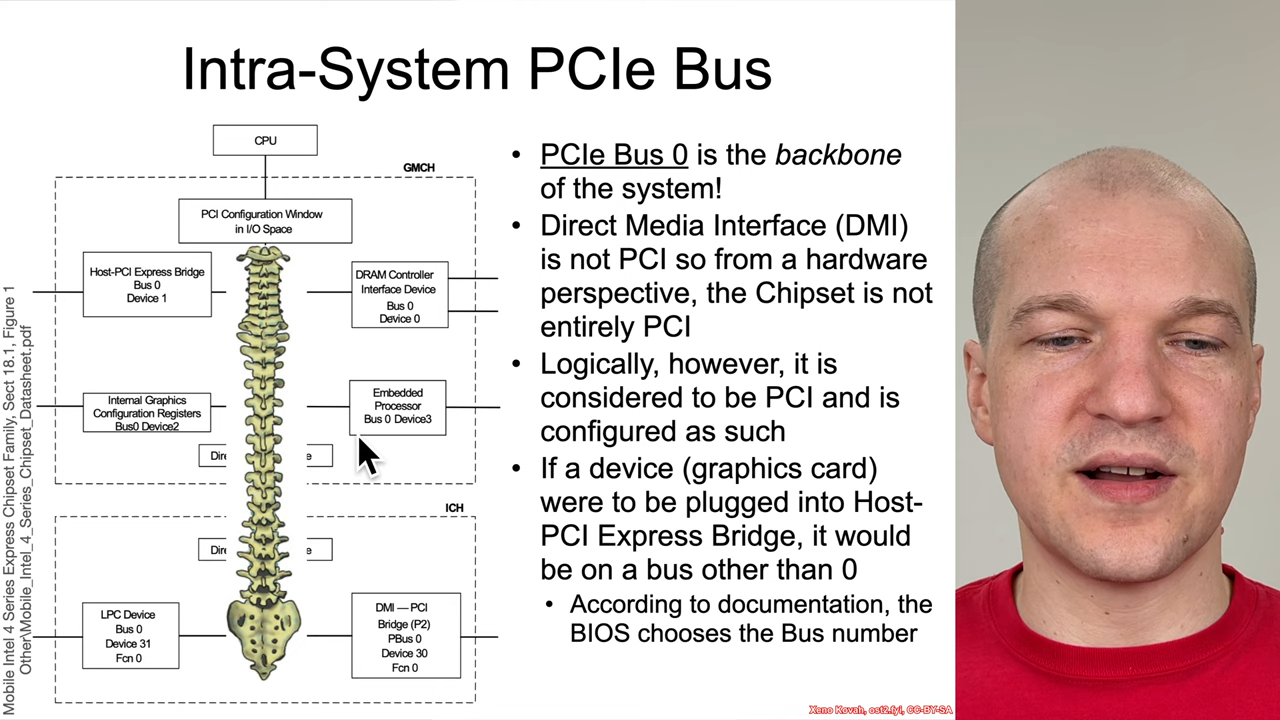 Intra-System PCIe Bus
CPU
GMCH
PCI Configuration Window
in I/O Space
Host-PCI Express Bridge
Bus 0
Device 1
DRAM Controller
Interface Device
Bus 0
Device 0
Internal Graphics
Configuration Registers
Bus0 Device2
Embedded
Processor
Bus 0 Device3
Dire
e
ICH
Dire
e
LPC Device
Bus 0
Device 31
Fcn 0
DMI — PCI
Bridge (P2)
PBus 0
Device 30
Fcn 0
Mobile Intel 4 Series Express Chipset Family, Sect 18.1, Figure 1
Other\Mobile_Intel_4_Series_Chipset_Datasheet.pdf
• PCIe Bus 0 is the backbone
of the system!
• Direct Media Interface (DMI)
is not PCI so from a hardware
perspective, the Chipset is not
entirely PCI
• Logically, however, it is
considered to be PCI and is
configured as such
• If a device (graphics card)
were to be plugged into Host-
PCI Express Bridge, it would
be on a bus other than 0
• According to documentation, the
BIOS chooses the Bus number
Xeno Kovah, ost2.fyi, CC-BY-SA